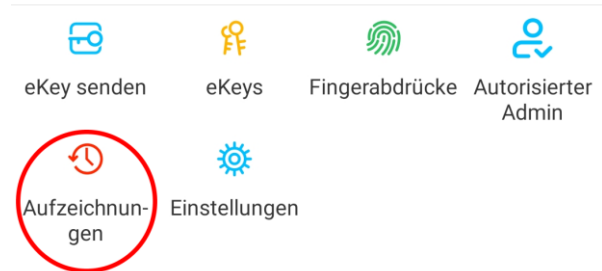 eKey senden eKeys Fingerabdrücke Autorisierter
Admin
Aufzeichnun- Einstellungen
gen